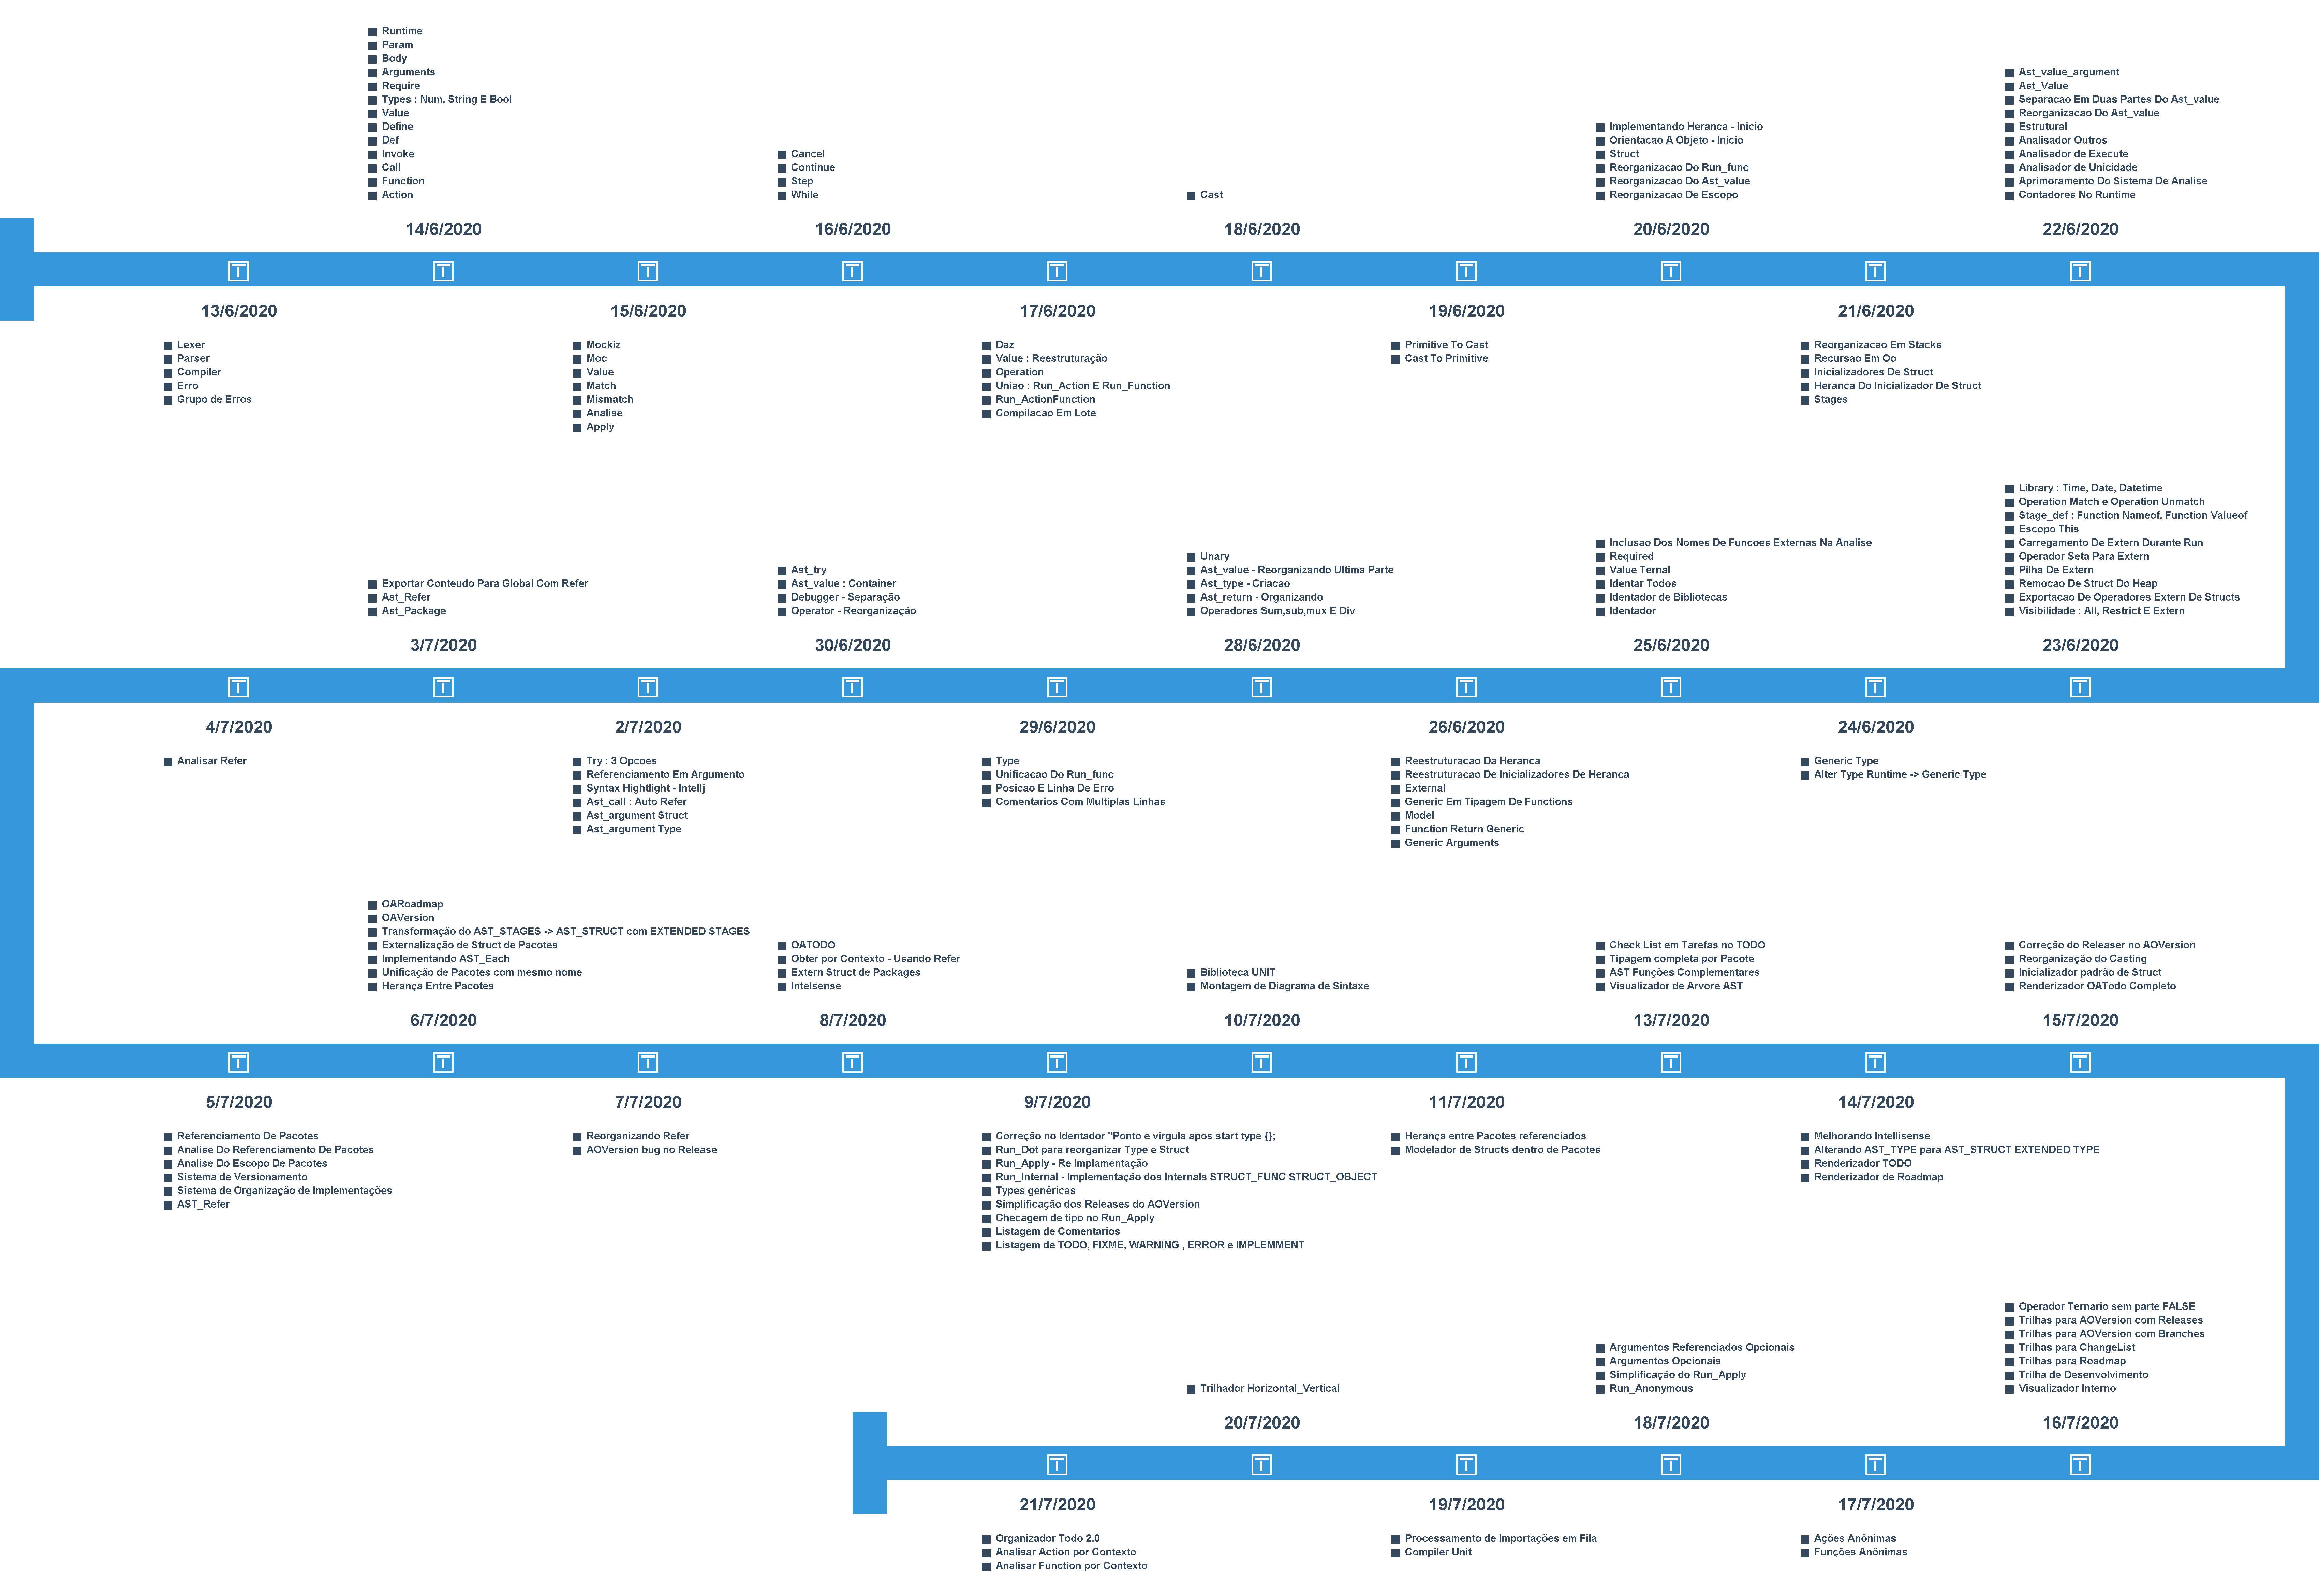 Runtime
Param
Body
Arguments
Require
Types : Num, String E Bool
Value
Define
Def
Invoke
Call
Function
Action
14/6/2020
Cancel
Continue
Step
While
16/6/2020
Cast
18/6/2020
Implementando Heranca - Inicio
Orientacao A Objeto - Inicio
Struct
Reorganizacao Do Run_func
Reorganizacao Do Ast_value
Reorganizacao De Escopo
20/6/2020
Ast_value_argument
Ast_Value
Separacao Em Duas Partes Do Ast_value
Reorganizacao Do Ast_value
Estrutural
Analisador Outros
Analisador de Execute
Analisador de Unicidade
Aprimoramento Do Sistema De Analise
Contadores No Runtime
22/6/2020
13/6/2020
Lexer
Parser
Compiler
Erro
Grupo de Erros
15/6/2020
Mockiz
Moc
Value
Match
Mismatch
Analise
Apply
17/6/2020
Daz
Value : Reestruturação
Operation
Uniao : Run_Action E Run_Function
Run_ActionFunction
Compilacao Em Lote
19/6/2020
Primitive To Cast
Cast To Primitive
21/6/2020
Reorganizacao Em Stacks
Recursao Em Oo
Inicializadores De Struct
Heranca Do Inicializador De Struct
Stages
Exportar Conteudo Para Global Com Refer
Ast_Refer
Ast_Package
3/7/2020
Ast_try
Ast_value : Container
Debugger - Separação
Operator - Reorganização
30/6/2020
Unary
Ast_value - Reorganizando Ultima Parte
Ast_type - Criacao
Ast_return - Organizando
Operadores Sum,sub,mux E Div
28/6/2020
Inclusao Dos Nomes De Funcoes Externas Na Analise
Required
Value Ternal
Identar Todos
Identador de Bibliotecas
Identador
25/6/2020
Library : Time, Date, Datetime
Operation Match e Operation Unmatch
Stage_def : Function Nameof, Function Valueof
Escopo This
Carregamento De Extern Durante Run
Operador Seta Para Extern
Pilha De Extern
Remocao De Struct Do Heap
Exportacao De Operadores Extern De Structs
Visibilidade : All, Restrict E Extern
23/6/2020
4/7/2020
Analisar Refer
2/7/2020
Try : 3 Opcoes
Referenciamento Em Argumento
Syntax Hightlight - Intellj
Ast_call : Auto Refer
Ast_argument Struct
Ast_argument Type
29/6/2020
Type
Unificacao Do Run_func
Posicao E Linha De Erro
Comentarios Com Multiplas Linhas
26/6/2020
Reestruturacao Da Heranca
Reestruturacao De Inicializadores De Heranca
External
Generic Em Tipagem De Functions
Model
Function Return Generic
Generic Arguments
24/6/2020
Generic Type
Alter Type Runtime -> Generic Type
OARoadmap
OAVersion
Transformação do AST_STAGES -> AST_STRUCT com EXTENDED STAGES
Externalização de Struct de Pacotes
Implementando AST_Each
Unificação de Pacotes com mesmo nome
Herança Entre Pacotes
6/7/2020
OATODO
Obter por Contexto - Usando Refer
Extern Struct de Packages
Intelsense
8/7/2020
Biblioteca UNIT
Montagem de Diagrama de Sintaxe
10/7/2020
Check List em Tarefas no TODO
Tipagem completa por Pacote
AST Funções Complementares
Visualizador de Arvore AST
13/7/2020
Correção do Releaser no AOVersion
Reorganização do Casting
Inicializador padrão de Struct
Renderizador OATodo Completo
15/7/2020
5/7/2020
Referenciamento De Pacotes
Analise Do Referenciamento De Pacotes
Analise Do Escopo De Pacotes
Sistema de Versionamento
Sistema de Organização de Implementações
AST_Refer
7/7/2020
Reorganizando Refer
AOVersion bug no Release
9/7/2020
Correção no Identador "Ponto e virgula apos start type {};
Run_Dot para reorganizar Type e Struct
Run_Apply - Re Implamentação
Run_Internal - Implementação dos Internals STRUCT_FUNC STRUCT_OBJECT
Types genéricas
Simplificação dos Releases do AOVersion
Checagem de tipo no Run_Apply
Listagem de Comentarios
Listagem de TODO, FIXME, WARNING , ERROR e IMPLEMMENT
11/7/2020
Herança entre Pacotes referenciados
Modelador de Structs dentro de Pacotes
14/7/2020
Melhorando Intellisense
Alterando AST_TYPE para AST_STRUCT EXTENDED TYPE
Renderizador TODO
Renderizador de Roadmap
Trilhador Horizontal_Vertical
20/7/2020
Argumentos Referenciados Opcionais
Argumentos Opcionais
Simplificação do Run_Apply
Run_Anonymous
18/7/2020
Operador Ternario sem parte FALSE
Trilhas para AOVersion com Releases
Trilhas para AOVersion com Branches
Trilhas para ChangeList
Trilhas para Roadmap
Trilha de Desenvolvimento
Visualizador Interno
16/7/2020
21/7/2020
Organizador Todo 2.0
Analisar Action por Contexto
Analisar Function por Contexto
19/7/2020
Processamento de Importações em Fila
Compiler Unit
17/7/2020
Ações Anônimas
Funções Anônimas